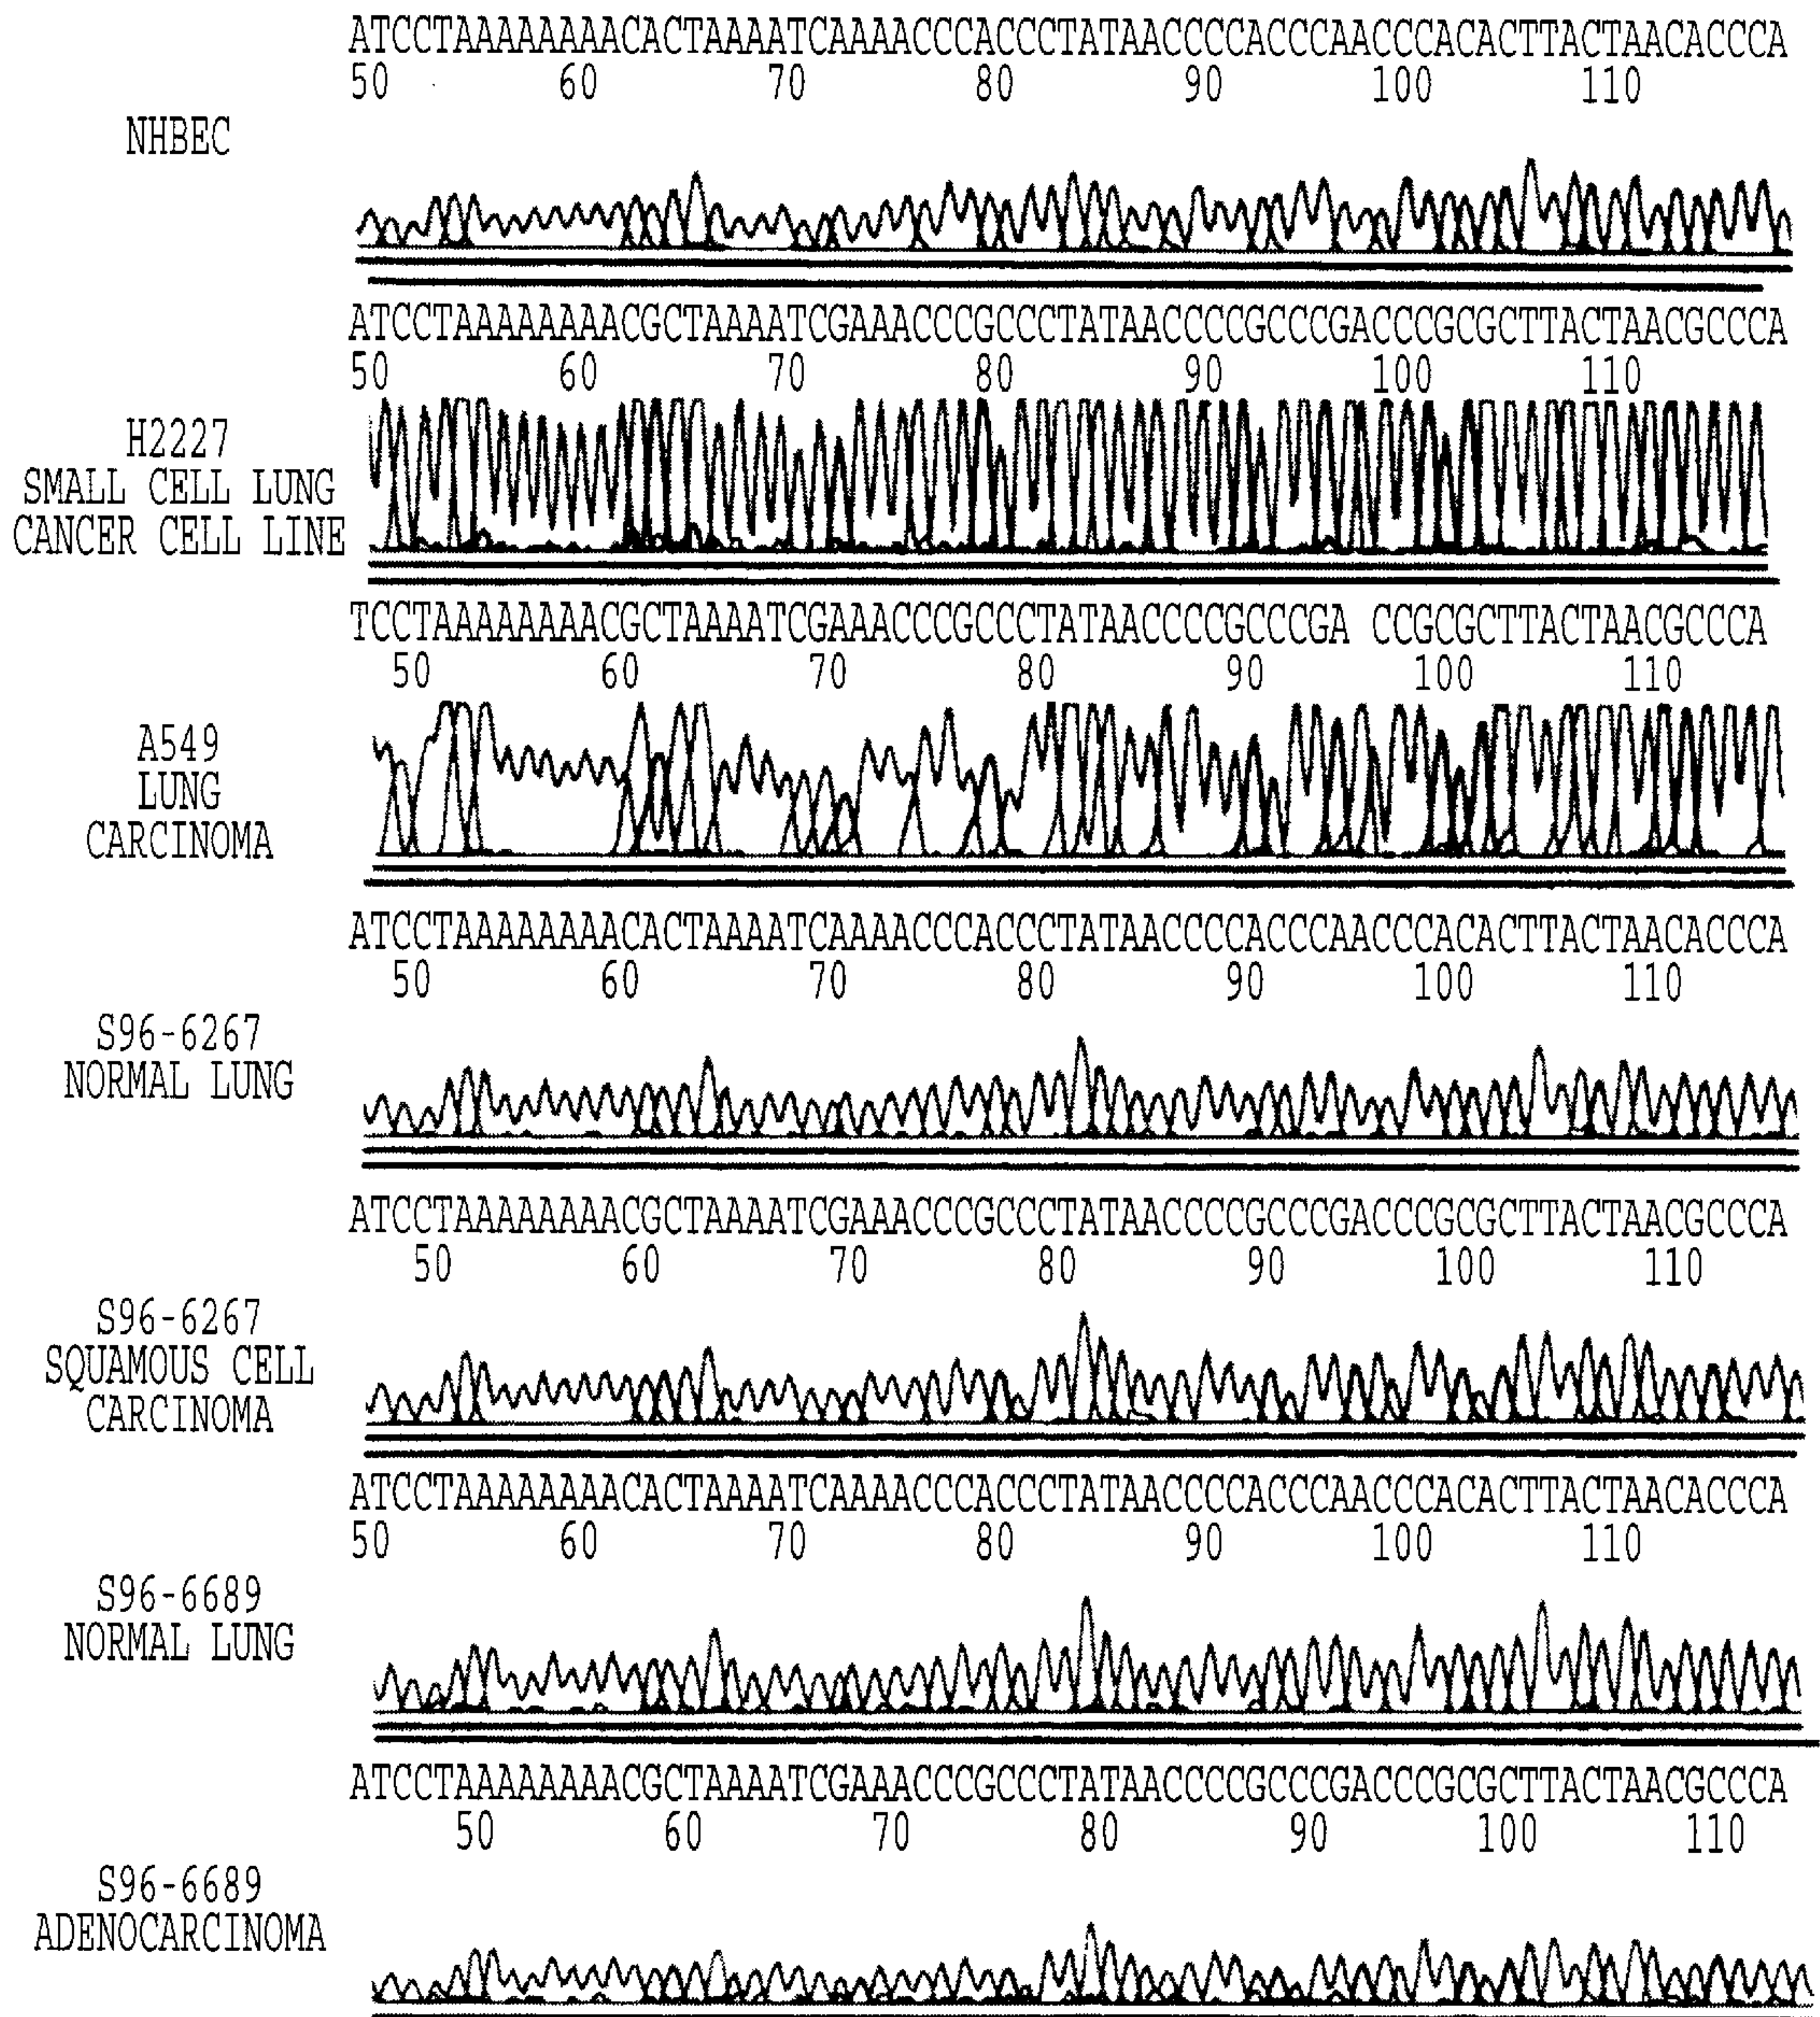 ATCCTAAAAAAAACACTAAAATCAAAACCCACCCTATAACCCCACCCAACCCACACTTACTAACACCCA
50 60 70 80 90 100 110
NHBEC
ATCCTAAAAAAAACGCTAAAATCGAAACCCGCCCTATAACCCCGCCCGACCCGCGCTTACTAACGCCCA
50 60 70 80 90 100 110
H2227
SMALL CELL LUNG
CANCER CELL LINE
TCCTAAAAAAAACGCTAAAATCGAAACCCGCCCTATAACCCCGCCCGA CCGCGCTTACTAACGCCCA
50 60 70 80 90 100 110
A549
LUNG
CARCINOMA
ATCCTAAAAAAAACACTAAAATCAAAACCCACCCTATAACCCCACCCAACCCACACTTACTAACACCCA
50 60 70 80 90 100 110
S96-6267
NORMAL LUNG
ATCCTAAAAAAAACGCTAAAATCGAAACCCGCCCTATAACCCCGCCCGACCCGCGCTTACTAACGCCCA
50 60 70 80 90 100 110
S96-6267
SQUAMOUS CELL
CARCINOMA
ATCCTAAAAAAAACACTAAAATCAAAACCCACCCTATAACCCCACCCAACCCACACTTACTAACACCCA
50 60 70 80 90 100 110
S96-6689
NORMAL LUNG
ATCCTAAAAAAAACGCTAAAATCGAAACCCGCCCTATAACCCCGCCCGACCCGCGCTTACTAACGCCCA
50 60 70 80 90 100 110
S96-6689
ADENOCARCINOMA